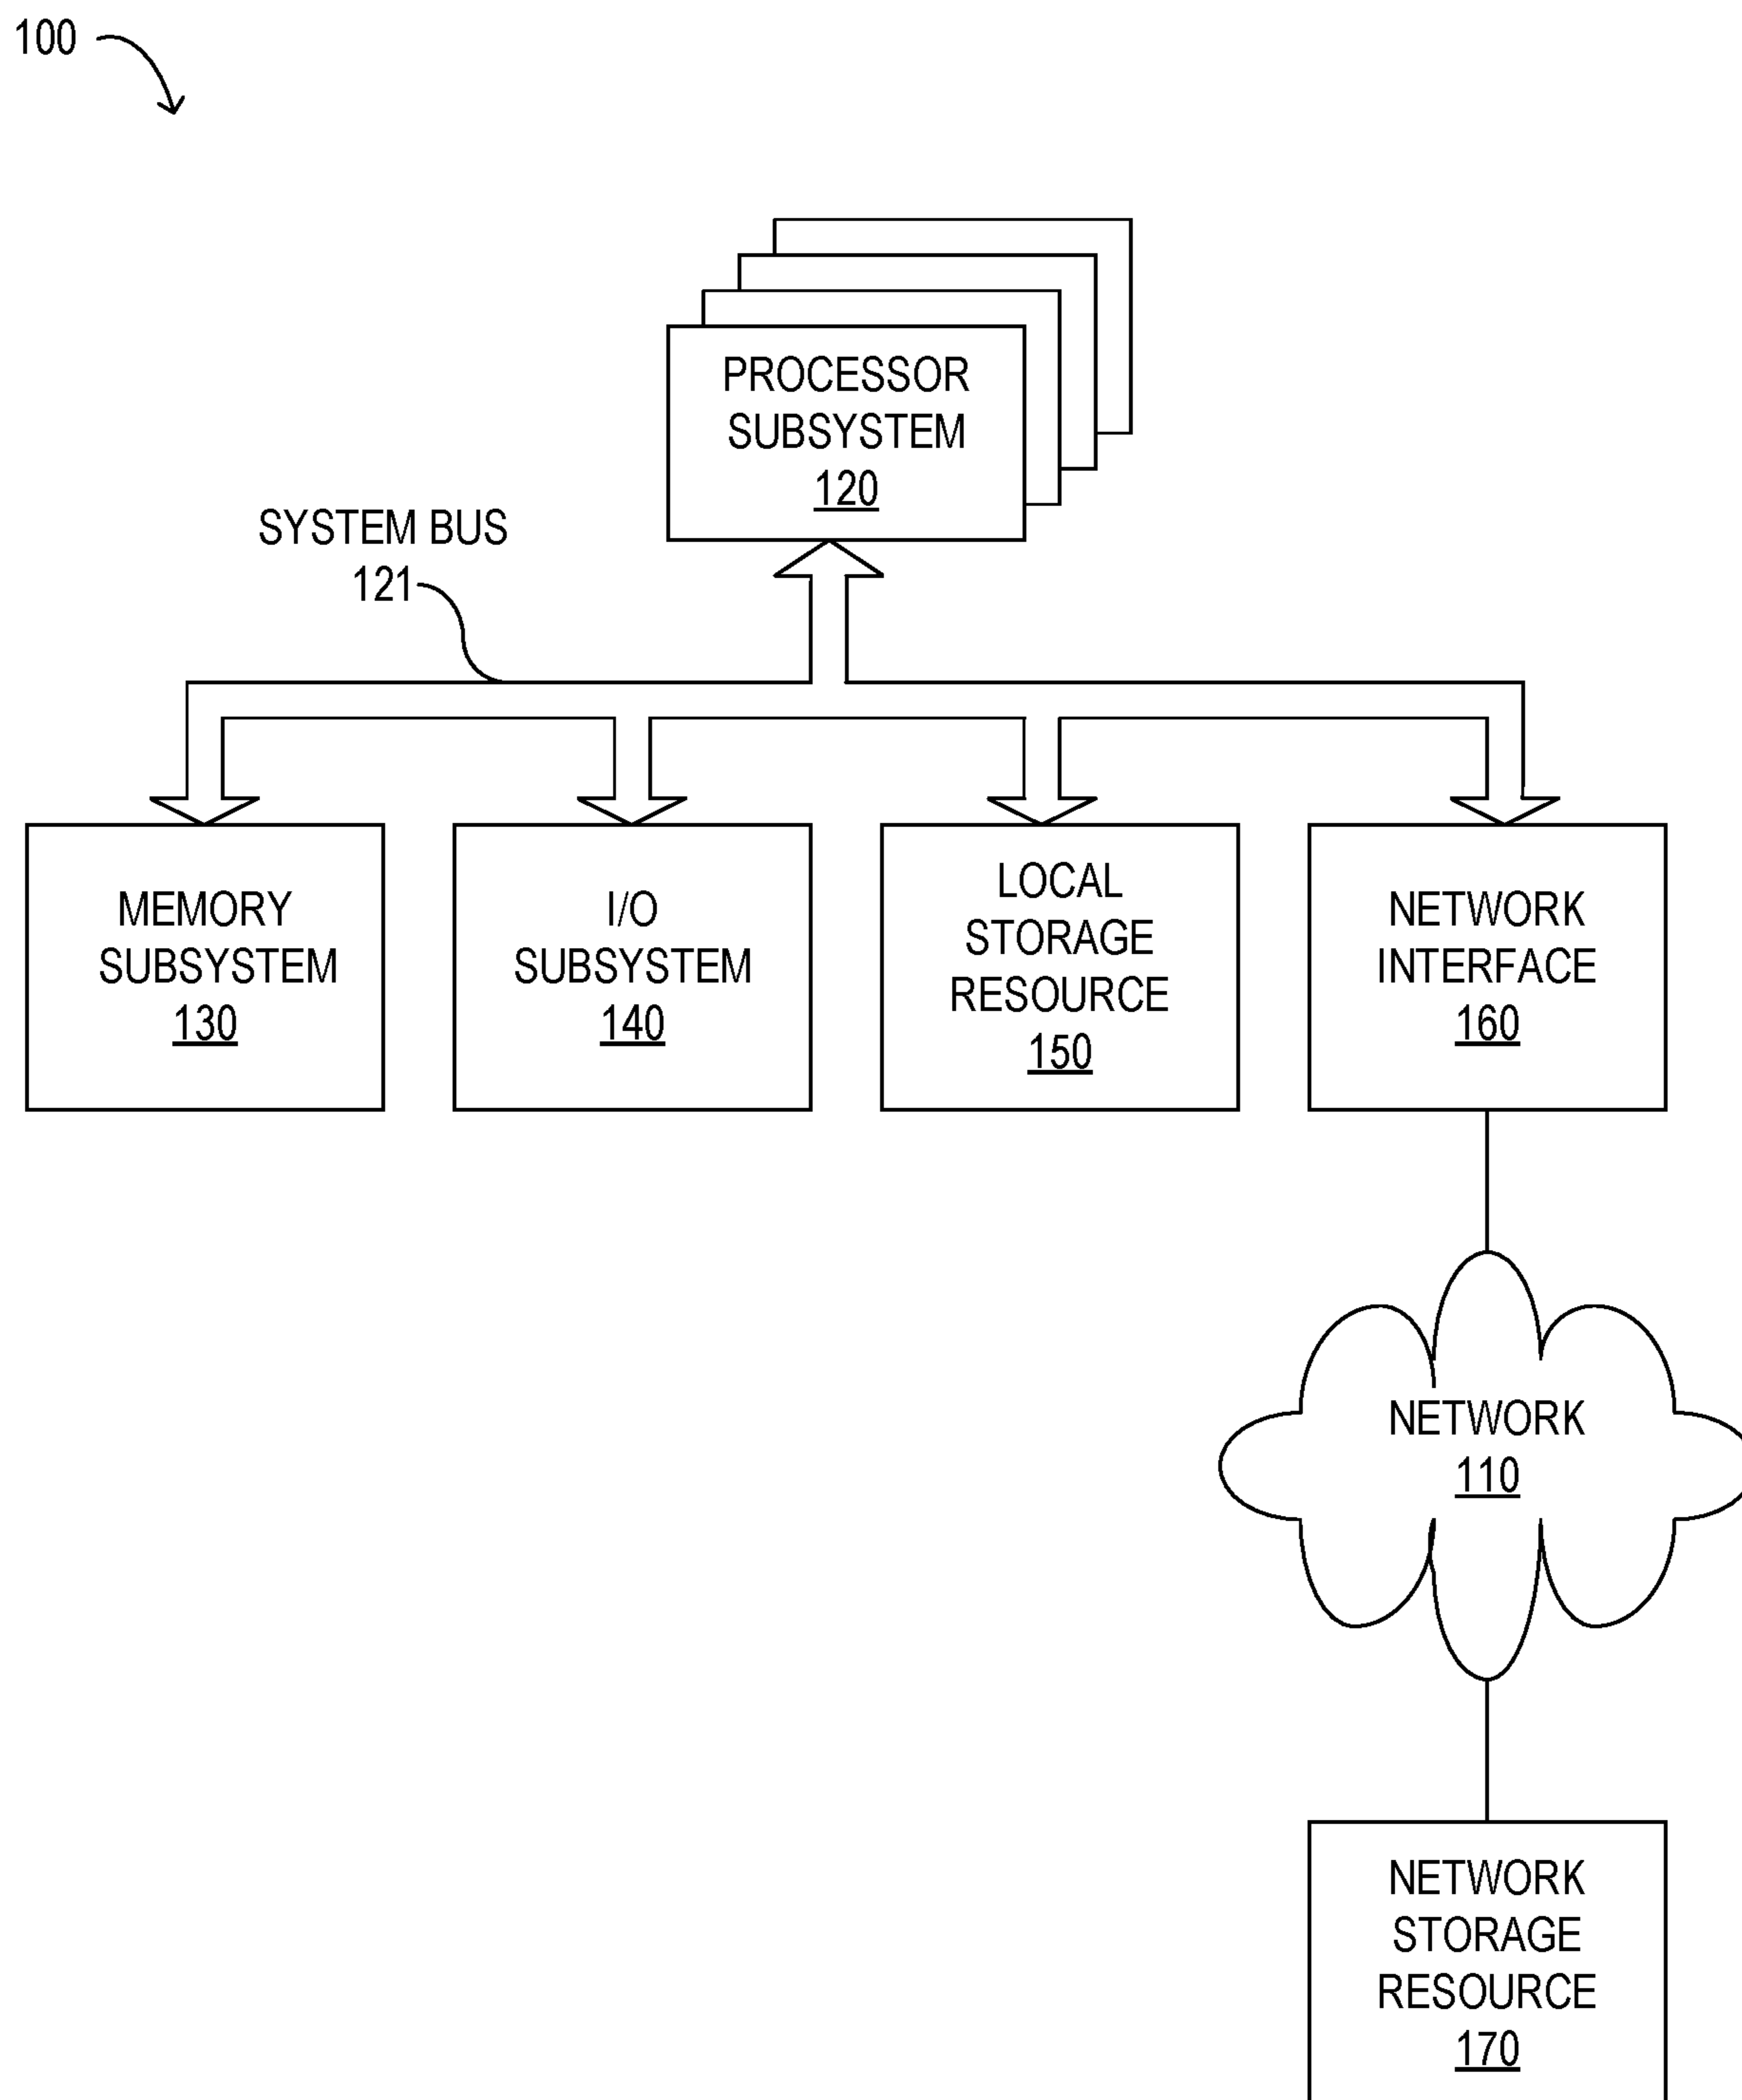 100
PROCESSOR
SUBSYSTEM
120
SYSTEM BUS
121
MEMORY
SUBSYSTEM
130
I/O
SUBSYSTEM
140
LOCAL
STORAGE
RESOURCE
150
NETWORK
INTERFACE
160
NETWORK
110
NETWORK
STORAGE
RESOURCE
170